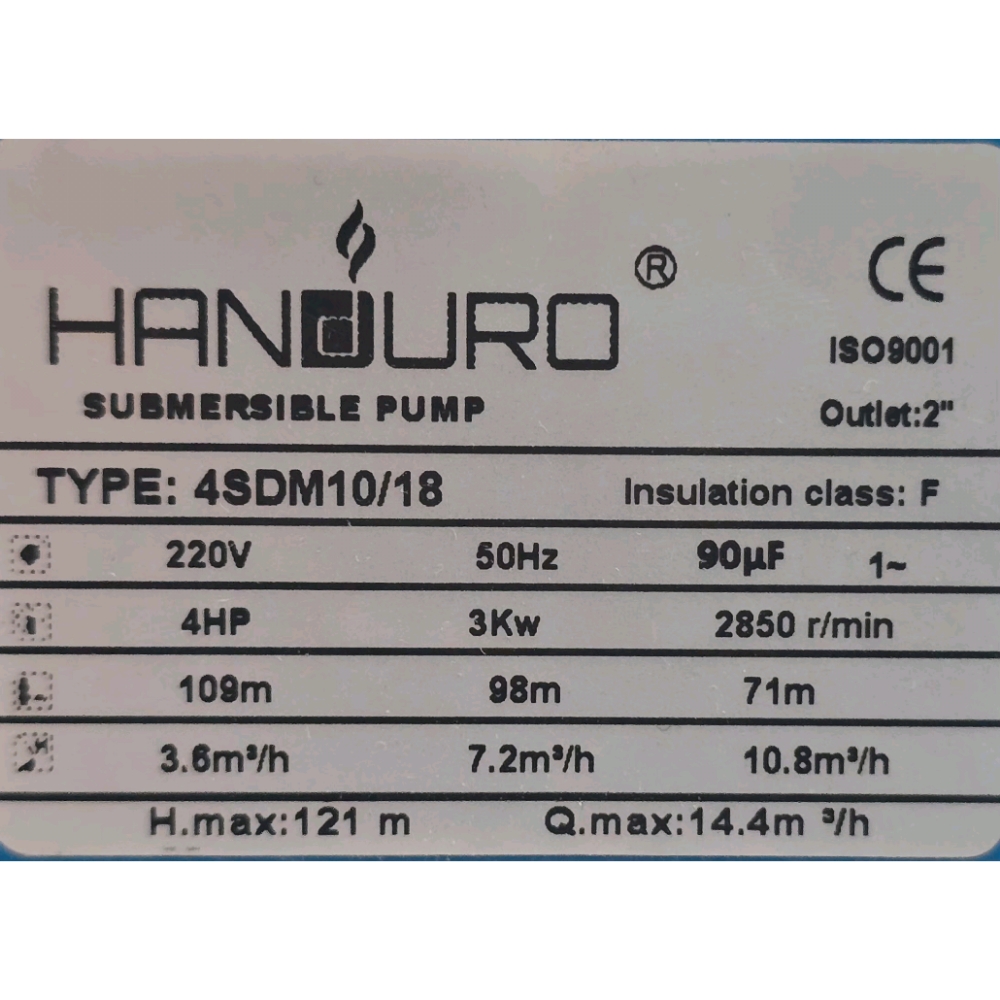 HANDURO ®
CE
ISO9001
SUBMERSIBLE PUMP
Outlet:2"
TYPE: 4SDM10/18 Insulation class: F
220V 50Hz 90µF 1~
4HP 3Kw 2850 r/min
109m 98m 71m
3.6m³/h 7.2m³/h 10.8m³/h
H.max:121 m Q.max:14.4m ³/h